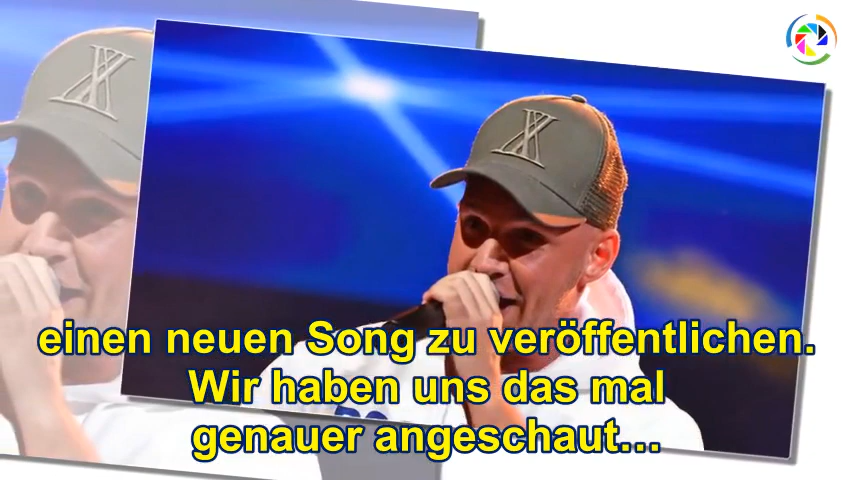 einen neuen Song zu veröffentlichen.
Wir haben uns das mal
genauer angeschaut...